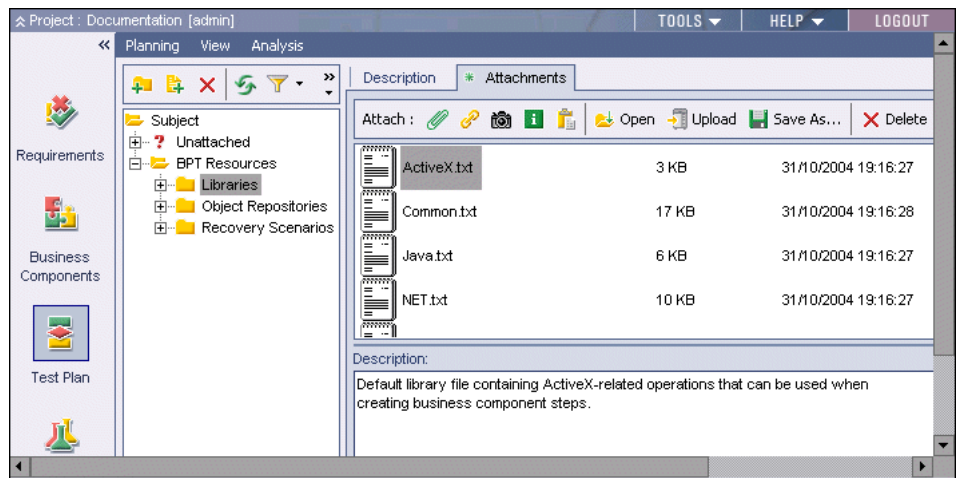 Project : Documentation [admin]
TOOLS
HELP
LOGOUT
Planning View Analysis
Requirements
Business
Components
Test Plan
Subject
Unattached
BPT Resources
Libraries
Object Repositories
Recovery Scenarios
Description
Attachments
Attach : Open Upload Save As... Delete
ActiveX.txt 3 KB 31/10/2004 19:16:27
Common.txt 17 KB 31/10/2004 19:16:28
Java.txt 6 KB 31/10/2004 19:16:27
NET.txt 10 KB 31/10/2004 19:16:27
Description:
Default library file containing ActiveX-related operations that can be used when
creating business component steps.